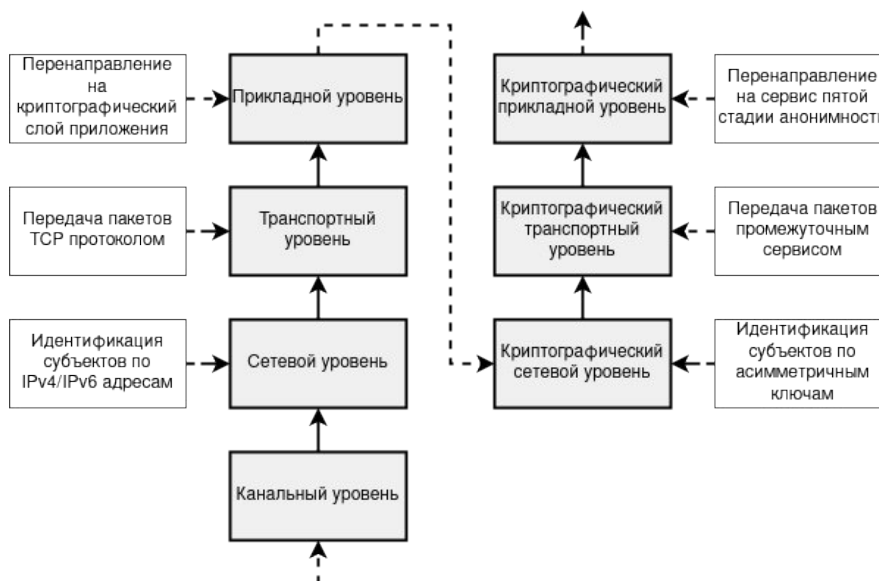 Перенаправление
на
криптографический
слой приложения
Прикладной уровень
Криптографический
прикладной уровень
Перенаправление
на сервис пятой
стадии анонимност
Передача пакетов
TCP протоколом
Транспортный
уровень
Криптографический
транспортный
уровень
Передача пакетов
промежуточным
сервисом
Идентификация
субъектов по
IPv4/IPv6 адресам
Сетевой уровень
Криптографический
сетевой уровень
Идентификация
субъектов по
асимметричным
ключам
Канальный уровень